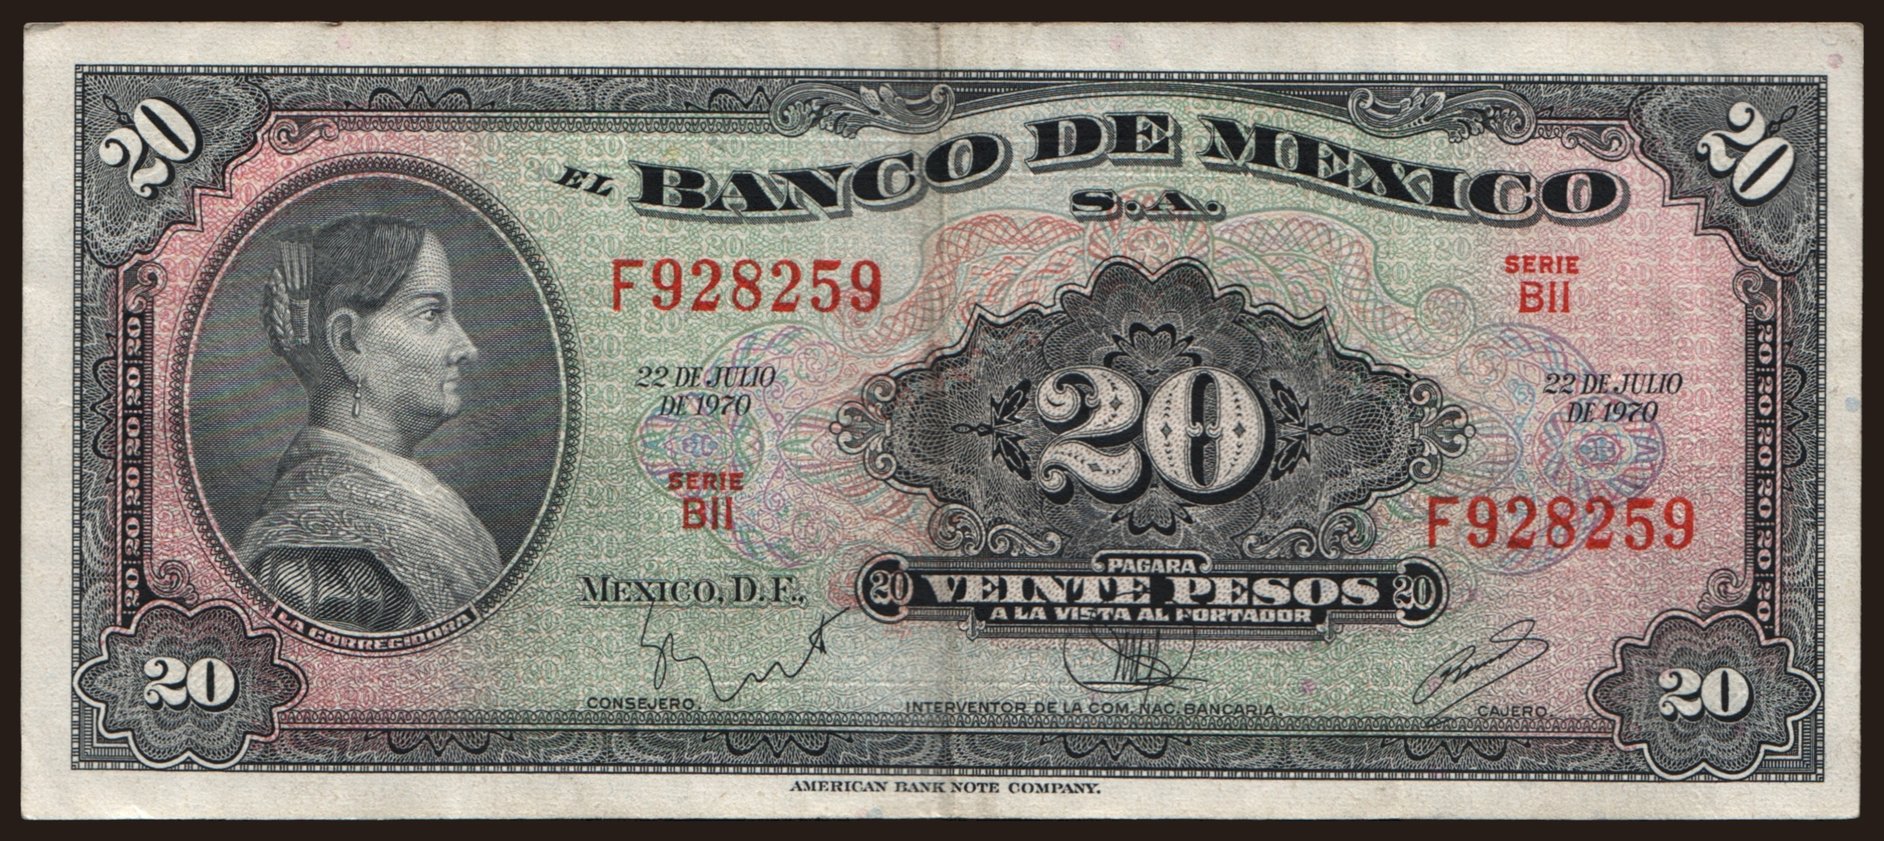 20
20
EL BANCO DE MEXICO
S.A.
F928259
SERIE
BII
22 DE JULIO
DE 1970
22 DE JULIO
DE 1970
20
SERIE
BII
F928259
MEXICO, D. F.,
PAGARA
20 VEINTE PESOS 20
A LA VISTA AL PORTADOR
LA CORREGIDORA
20
20
CONSEJERO.
INTERVENTOR DE LA COM. NAC. BANCARIA.
CAJERO.
AMERICAN BANK NOTE COMPANY.